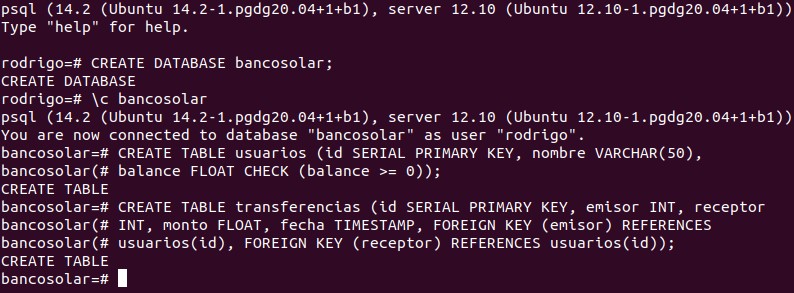 psql (14.2 (Ubuntu 14.2-1.pgdg20.04+1+b1), server 12.10 (Ubuntu 12.10-1.pgdg20.04+1+b1))
Type "help" for help.
rodrigo=# CREATE DATABASE bancosolar;
CREATE DATABASE
rodrigo=# \c bancosolar
psql (14.2 (Ubuntu 14.2-1.pgdg20.04+1+b1), server 12.10 (Ubuntu 12.10-1.pgdg20.04+1+b1))
You are now connected to database "bancosolar" as user "rodrigo".
bancosolar=# CREATE TABLE usuarios (id SERIAL PRIMARY KEY, nombre VARCHAR(50),
bancosolar(# balance FLOAT CHECK (balance >= 0));
CREATE TABLE
bancosolar=# CREATE TABLE transferencias (id SERIAL PRIMARY KEY, emisor INT, receptor
bancosolar(# INT, monto FLOAT, fecha TIMESTAMP, FOREIGN KEY (emisor) REFERENCES
bancosolar(# usuarios(id), FOREIGN KEY (receptor) REFERENCES usuarios(id));
CREATE TABLE
bancosolar=#